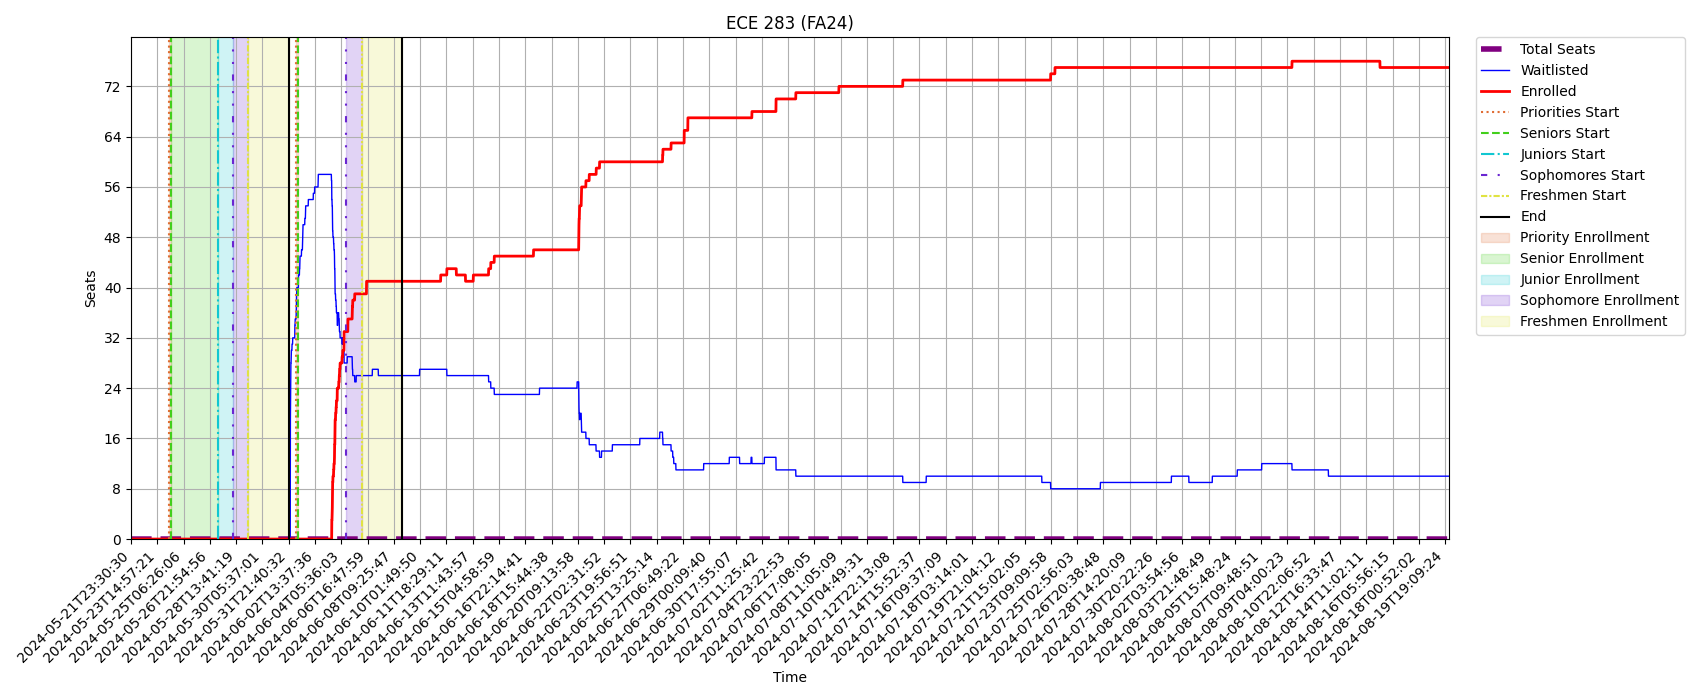 ECE 283 (FA24)
Seats
72
64
56
48
40
32
24
16
8
0
2024-05-21T23:30:30
2024-05-23T14:57:21
2024-05-25T06:26:06
2024-05-26T21:54:56
2024-05-28T13:41:19
2024-05-30T05:37:01
2024-05-31T21:40:32
2024-06-02T13:37:36
2024-06-04T05:36:03
2024-06-06T16:47:59
2024-06-08T09:25:47
2024-06-10T01:49:50
2024-06-11T18:29:11
2024-06-13T11:43:57
2024-06-15T04:58:59
2024-06-16T22:14:41
2024-06-18T15:44:38
2024-06-20T09:13:58
2024-06-22T02:31:52
2024-06-23T19:56:51
2024-06-25T13:25:14
2024-06-27T06:49:22
2024-06-29T00:09:40
2024-06-30T17:55:07
2024-07-02T11:25:42
2024-07-04T23:22:53
2024-07-06T17:08:05
2024-07-08T11:05:09
2024-07-10T04:49:31
2024-07-12T22:13:08
2024-07-14T15:52:37
2024-07-16T09:37:09
2024-07-18T03:14:01
2024-07-19T21:04:12
2024-07-21T15:02:05
2024-07-23T09:09:58
2024-07-25T02:56:03
2024-07-26T20:38:48
2024-07-28T14:20:09
2024-07-30T20:22:26
2024-08-02T03:54:56
2024-08-03T21:48:49
2024-08-05T15:48:24
2024-08-07T09:48:51
2024-08-09T04:00:23
2024-08-10T22:06:52
2024-08-12T16:33:47
2024-08-14T11:02:11
2024-08-16T05:56:15
2024-08-18T00:52:02
2024-08-19T19:09:24
Time
Total Seats
Waitlisted
Enrolled
Priorities Start
Seniors Start
Juniors Start
Sophomores Start
Freshmen Start
End
Priority Enrollment
Senior Enrollment
Junior Enrollment
Sophomore Enrollment
Freshmen Enrollment